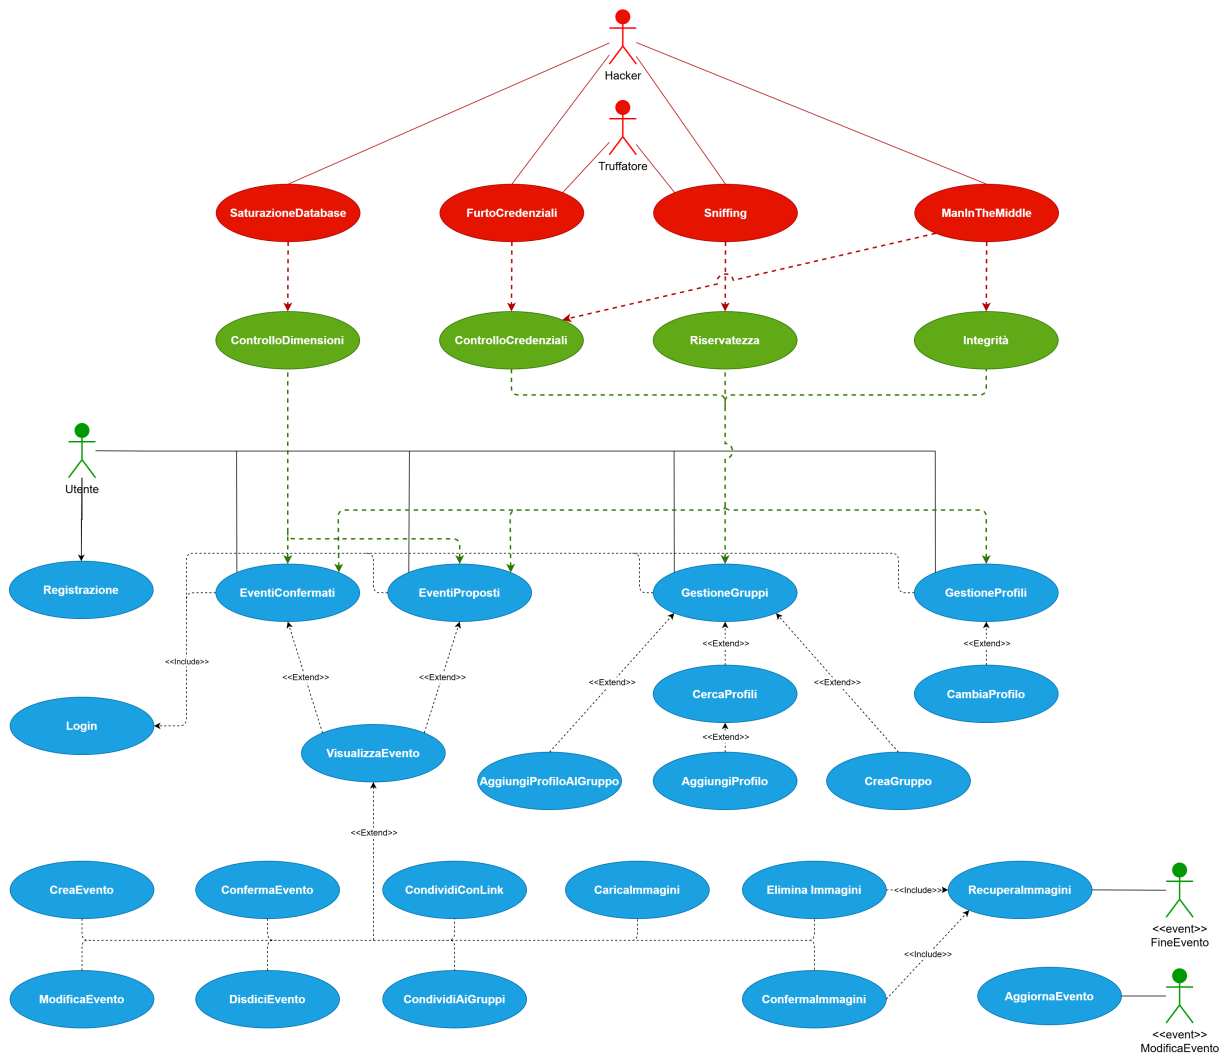 Hacker
Truffatore
SaturazioneDatabase
FurtoCredenziali
Sniffing
ManInTheMiddle
ControlloDimensioni
ControlloCredenziali
Riservatezza
Integrità
Utente
Registrazione
EventiConfermati
EventiProposti
GestioneGruppi
GestioneProfili
<<Extend>>
<<Extend>>
<<Include>>
<<Extend>>
<<Extend>>
<<Extend>>
<<Extend>>
CercaProfili
CambiaProfilo
Login
<<Extend>>
VisualizzaEvento
AggiungiProfiloAlGruppo
AggiungiProfilo
CreaGruppo
<<Extend>>
CreaEvento
ConfermaEvento
CondividiConLink
CaricaImmagini
Elimina Immagini
<<Include>>
RecuperaImmagini
<<event>>
FineEvento
<<Include>>
ModificaEvento
DisdiciEvento
CondividiAiGruppi
ConfermaImmagini
AggiornaEvento
<<event>>
ModificaEvento